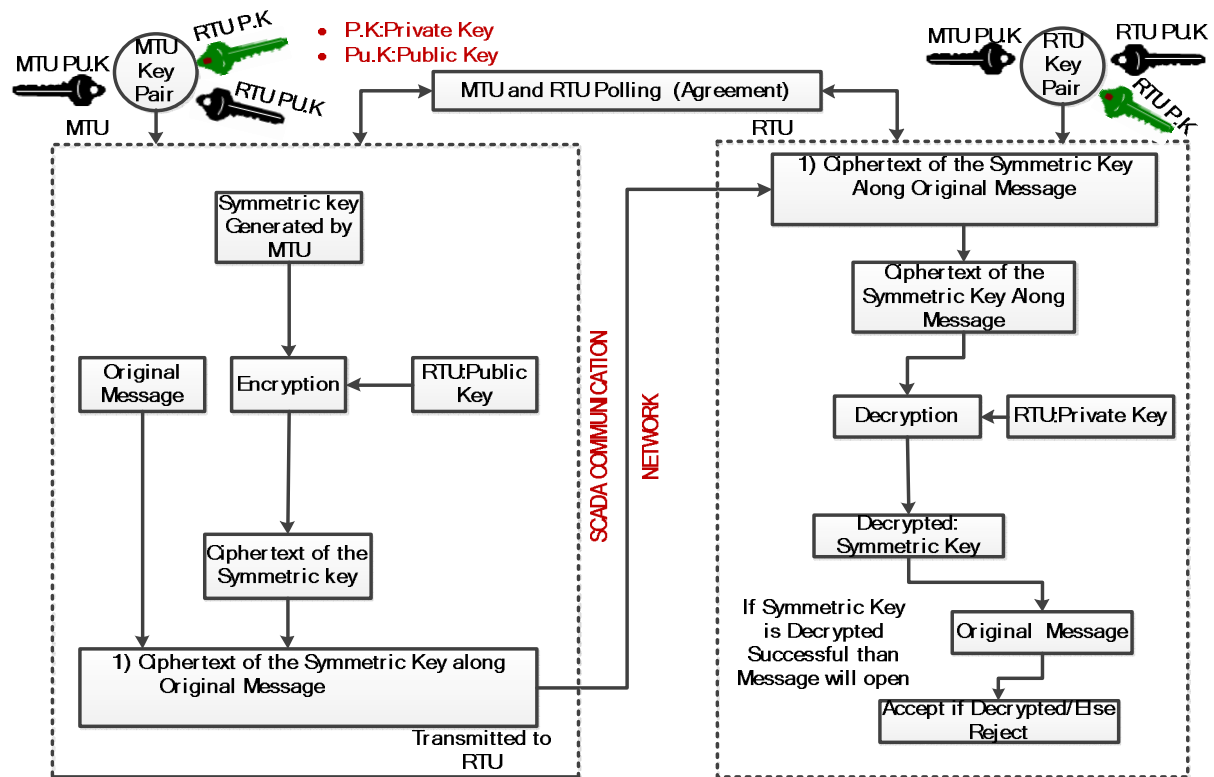 RTU P.K
MTU PU.K
MTU
Key
Pair
RTU PU.K
MTU
• P.K:Private Key
• Pu.K:Public Key
MTU and RTU Polling (Agreement)
MTU PU.K
RTU
Key
Pair
RTU PU.K
RTU P.K
RTU
Symmetric key
Generated by
MTU
Original
Message
Encryption
RTU:Public
Key
Ciphertext of the
Symmetric key
1) Ciphertext of the Symmetric Key along
Original Message
Transmitted to
RTU
SCADA COMMUNICATION
NETWORK
1) Ciphertext of the Symmetric Key
Along Original Message
Ciphertext of the
Symmetric Key Along
Message
Decryption
RTU:Private Key
Decrypted:
Symmetric Key
If Symmetric Key
is Decrypted
Successful than
Message will open
Original Message
Accept if Decrypted/Else
Reject